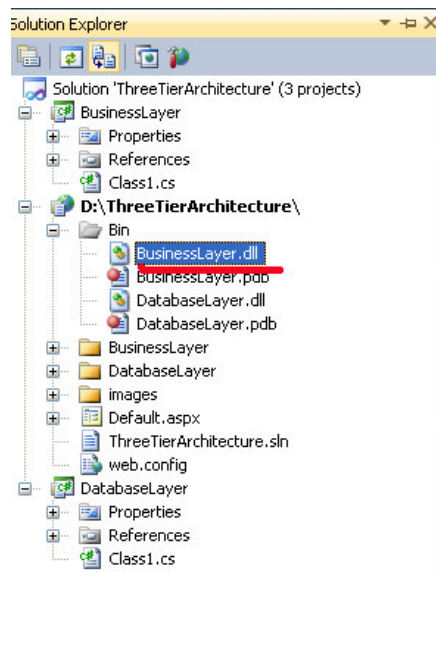 Solution Explorer
Solution 'ThreeTierArchitecture' (3 projects)
BusinessLayer
Properties
References
Class1.cs
D:\ThreeTierArchitecture\
Bin
BusinessLayer.dll
BusinessLayer.pdb
DatabaseLayer.dll
DatabaseLayer.pdb
BusinessLayer
DatabaseLayer
images
Default.aspx
ThreeTierArchitecture.sln
web.config
DatabaseLayer
Properties
References
Class1.cs